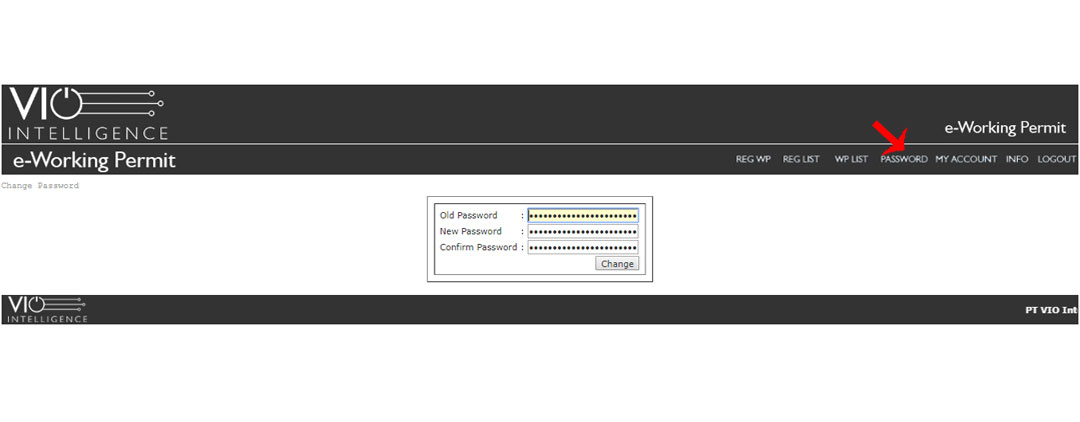 VIO
INTELLIGENCE
e-Working Permit
e-Working Permit
REG WP REG LIST WP LIST PASSWORD MY ACCOUNT INFO LOGOUT
Change Password
Old Password :
New Password :
Confirm Password :
Change
VIO
INTELLIGENCE
PT VIO Int